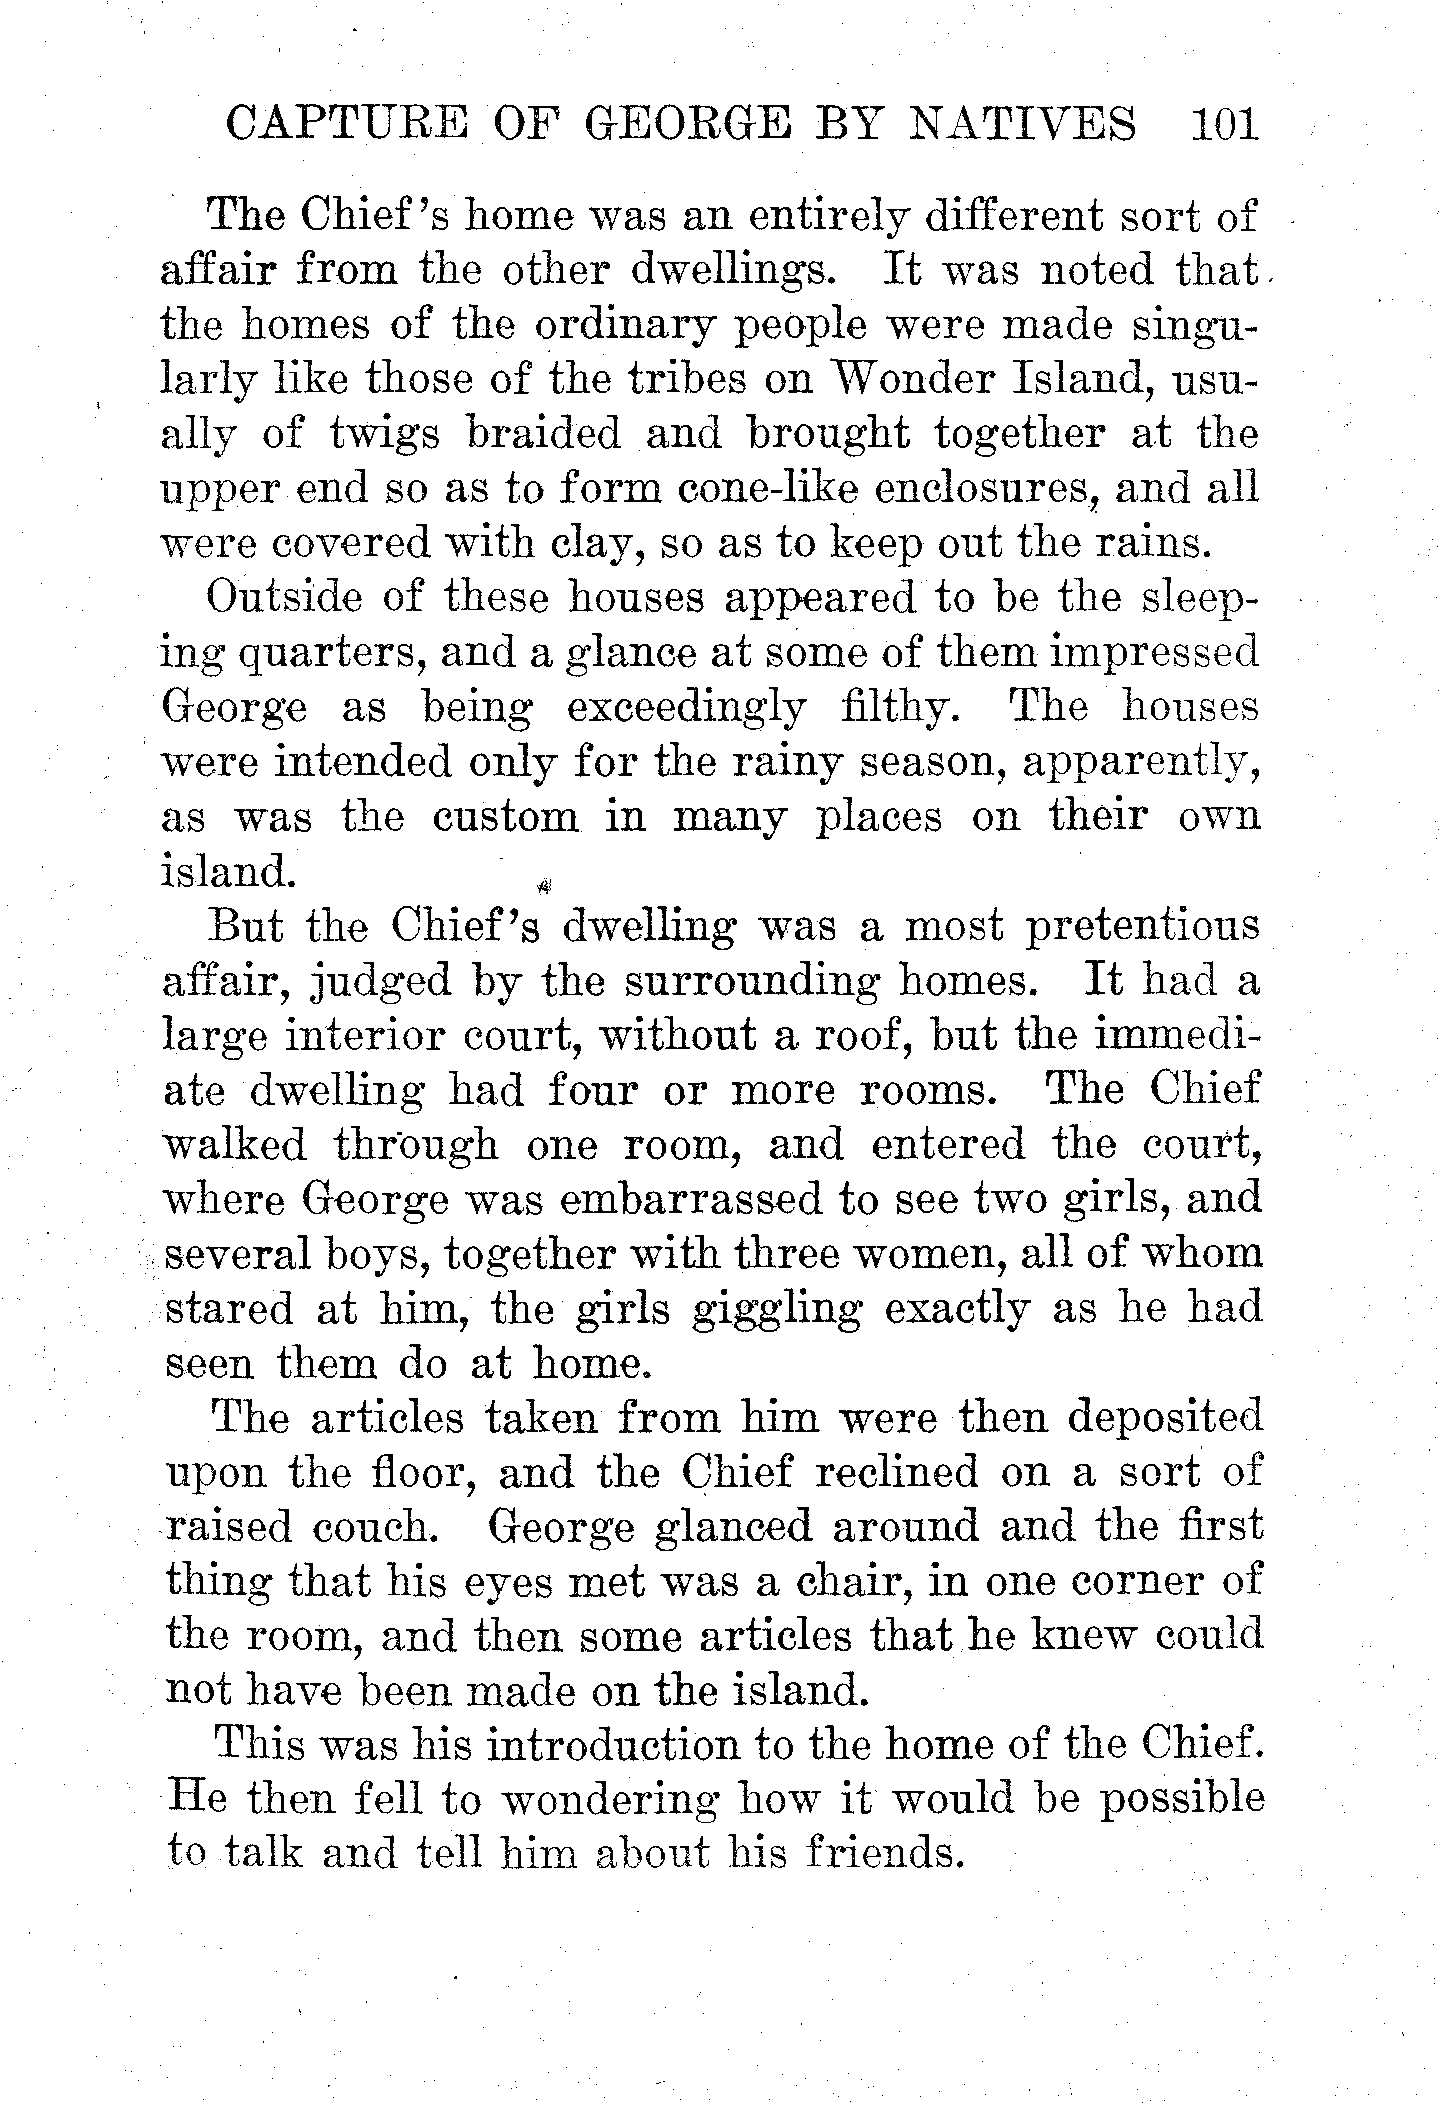 CAPTURE OF GEORGE BY NATIVES 101
The Chief's home was an entirely different sort of
affair from the other dwellings. It was noted that
the homes of the ordinary people were made singu-
larly like those of the tribes on Wonder Island, usu-
ally of twigs braided and brought together at the
upper end so as to form cone-like enclosures, and all
were covered with clay, so as to keep out the rains.
Outside of these houses appeared to be the sleep-
ing quarters, and a glance at some of them impressed
George as being exceedingly filthy. The houses
were intended only for the rainy season, apparently,
as was the custom in many places on their own
island.
But the Chief's dwelling was a most pretentious
affair, judged by the surrounding homes. It had a
large interior court, without a roof, but the immedi-
ate dwelling had four or more rooms. The Chief
walked through one room, and entered the court,
where George was embarrassed to see two girls, and
several boys, together with three women, all of whom
stared at him, the girls giggling exactly as he had
seen them do at home.
The articles taken from him were then deposited
upon the floor, and the Chief reclined on a sort of
raised couch. George glanced around and the first
thing that his eyes met was a chair, in one corner of
the room, and then some articles that he knew could
not have been made on the island.
This was his introduction to the home of the Chief.
He then fell to wondering how it would be possible
to talk and tell him about his friends.